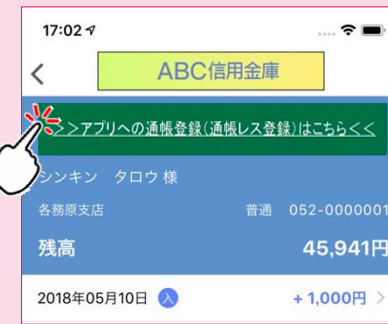 17:02
ABC信用金庫
>>アプリへの通帳登録(通帳レス登録)はこちら<<
シンキン タロウ 様
各務原支店 普通 052-0000001
残高 45,941円
2018年05月10日 入 +1,000円